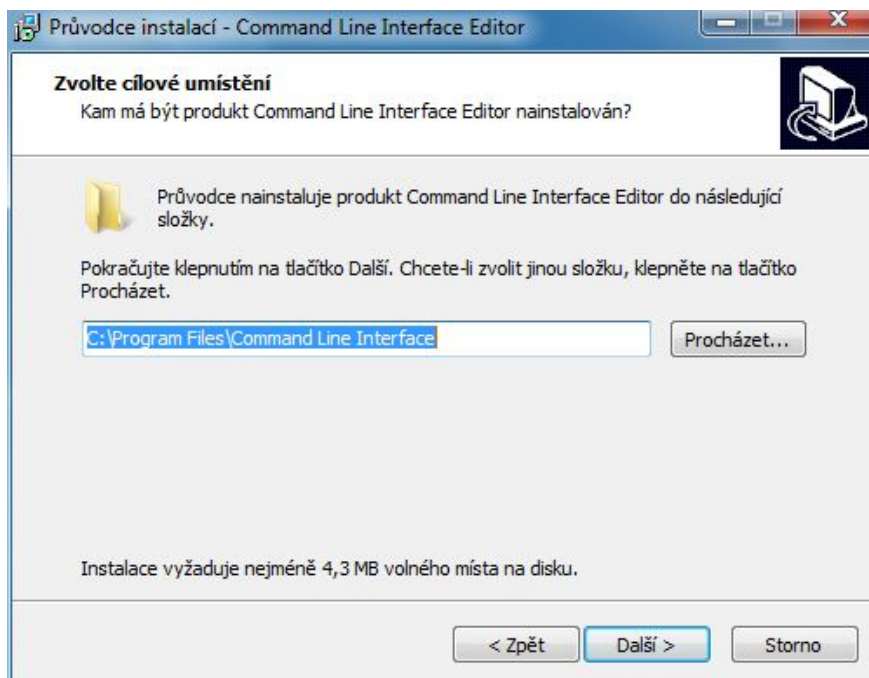 Průvodce instalací - Command Line Interface Editor
Zvolte cílové umístění
Kam má být produkt Command Line Interface Editor nainstalován?
Průvodce nainstaluje produkt Command Line Interface Editor do následující
složky.
Pokračujte klepnutím na tlačítko Další. Chcete-li zvolit jinou složku, klepněte na tlačítko
Procházet.
C:\Program Files\Command Line Interface
Procházet...
Instalace vyžaduje nejméně 4,3 MB volného místa na disku.
< Zpět
Další >
Storno